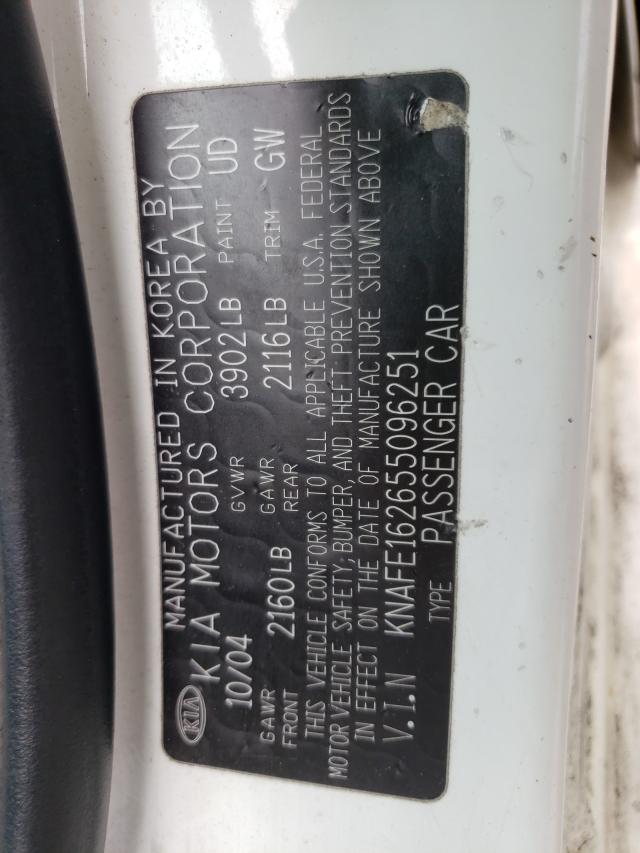 MANUFACTURED IN KOREA BY
KIA KIA MOTORS CORPORATION
10/04 GVWR 3902LB PAINT UD
GAWR FRONT 2160LB GAWR REAR 2116LB TRIM GW
THIS VEHICLE CONFORMS TO ALL APPLICABLE U.S.A. FEDERAL
MOTOR VEHICLE SAFETY, BUMPER, AND THEFT PREVENTION STANDARDS
IN EFFECT ON THE DATE OF MANUFACTURE SHOWN ABOVE
V.I.N KNAFE162655096251
TYPE PASSENGER CAR